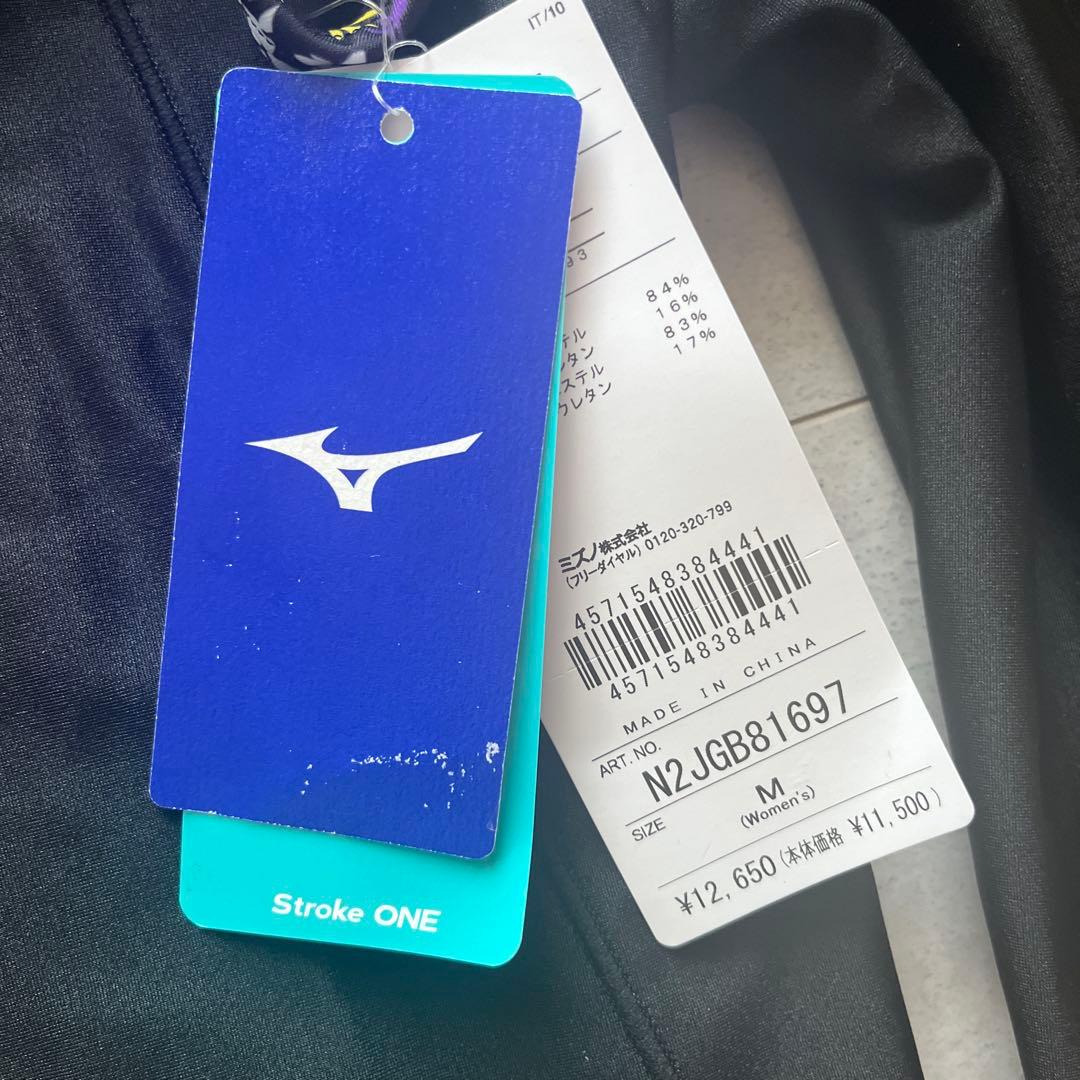 IT/10
93
84%
テル 16%
タン 83%
ステル 17%
ウレタン
ミズノ株式会社
(フリーダイヤル) 0120-320-799
4571548384441
4571548384441
MADE IN CHINA
ART. NO.
N2JGB81697
SIZE M
(Women's)
¥12,650(本体価格 ¥11,500)
Stroke ONE